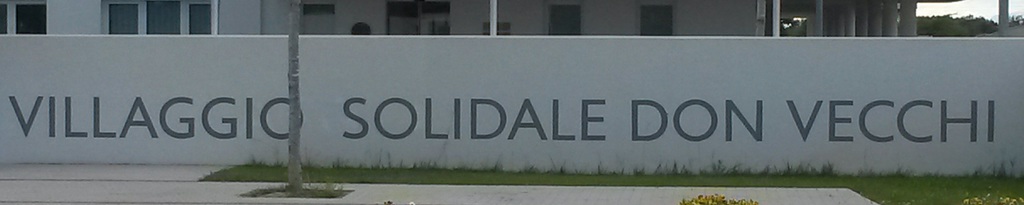 VILLAGGIO SOLIDALE DON VECCHI